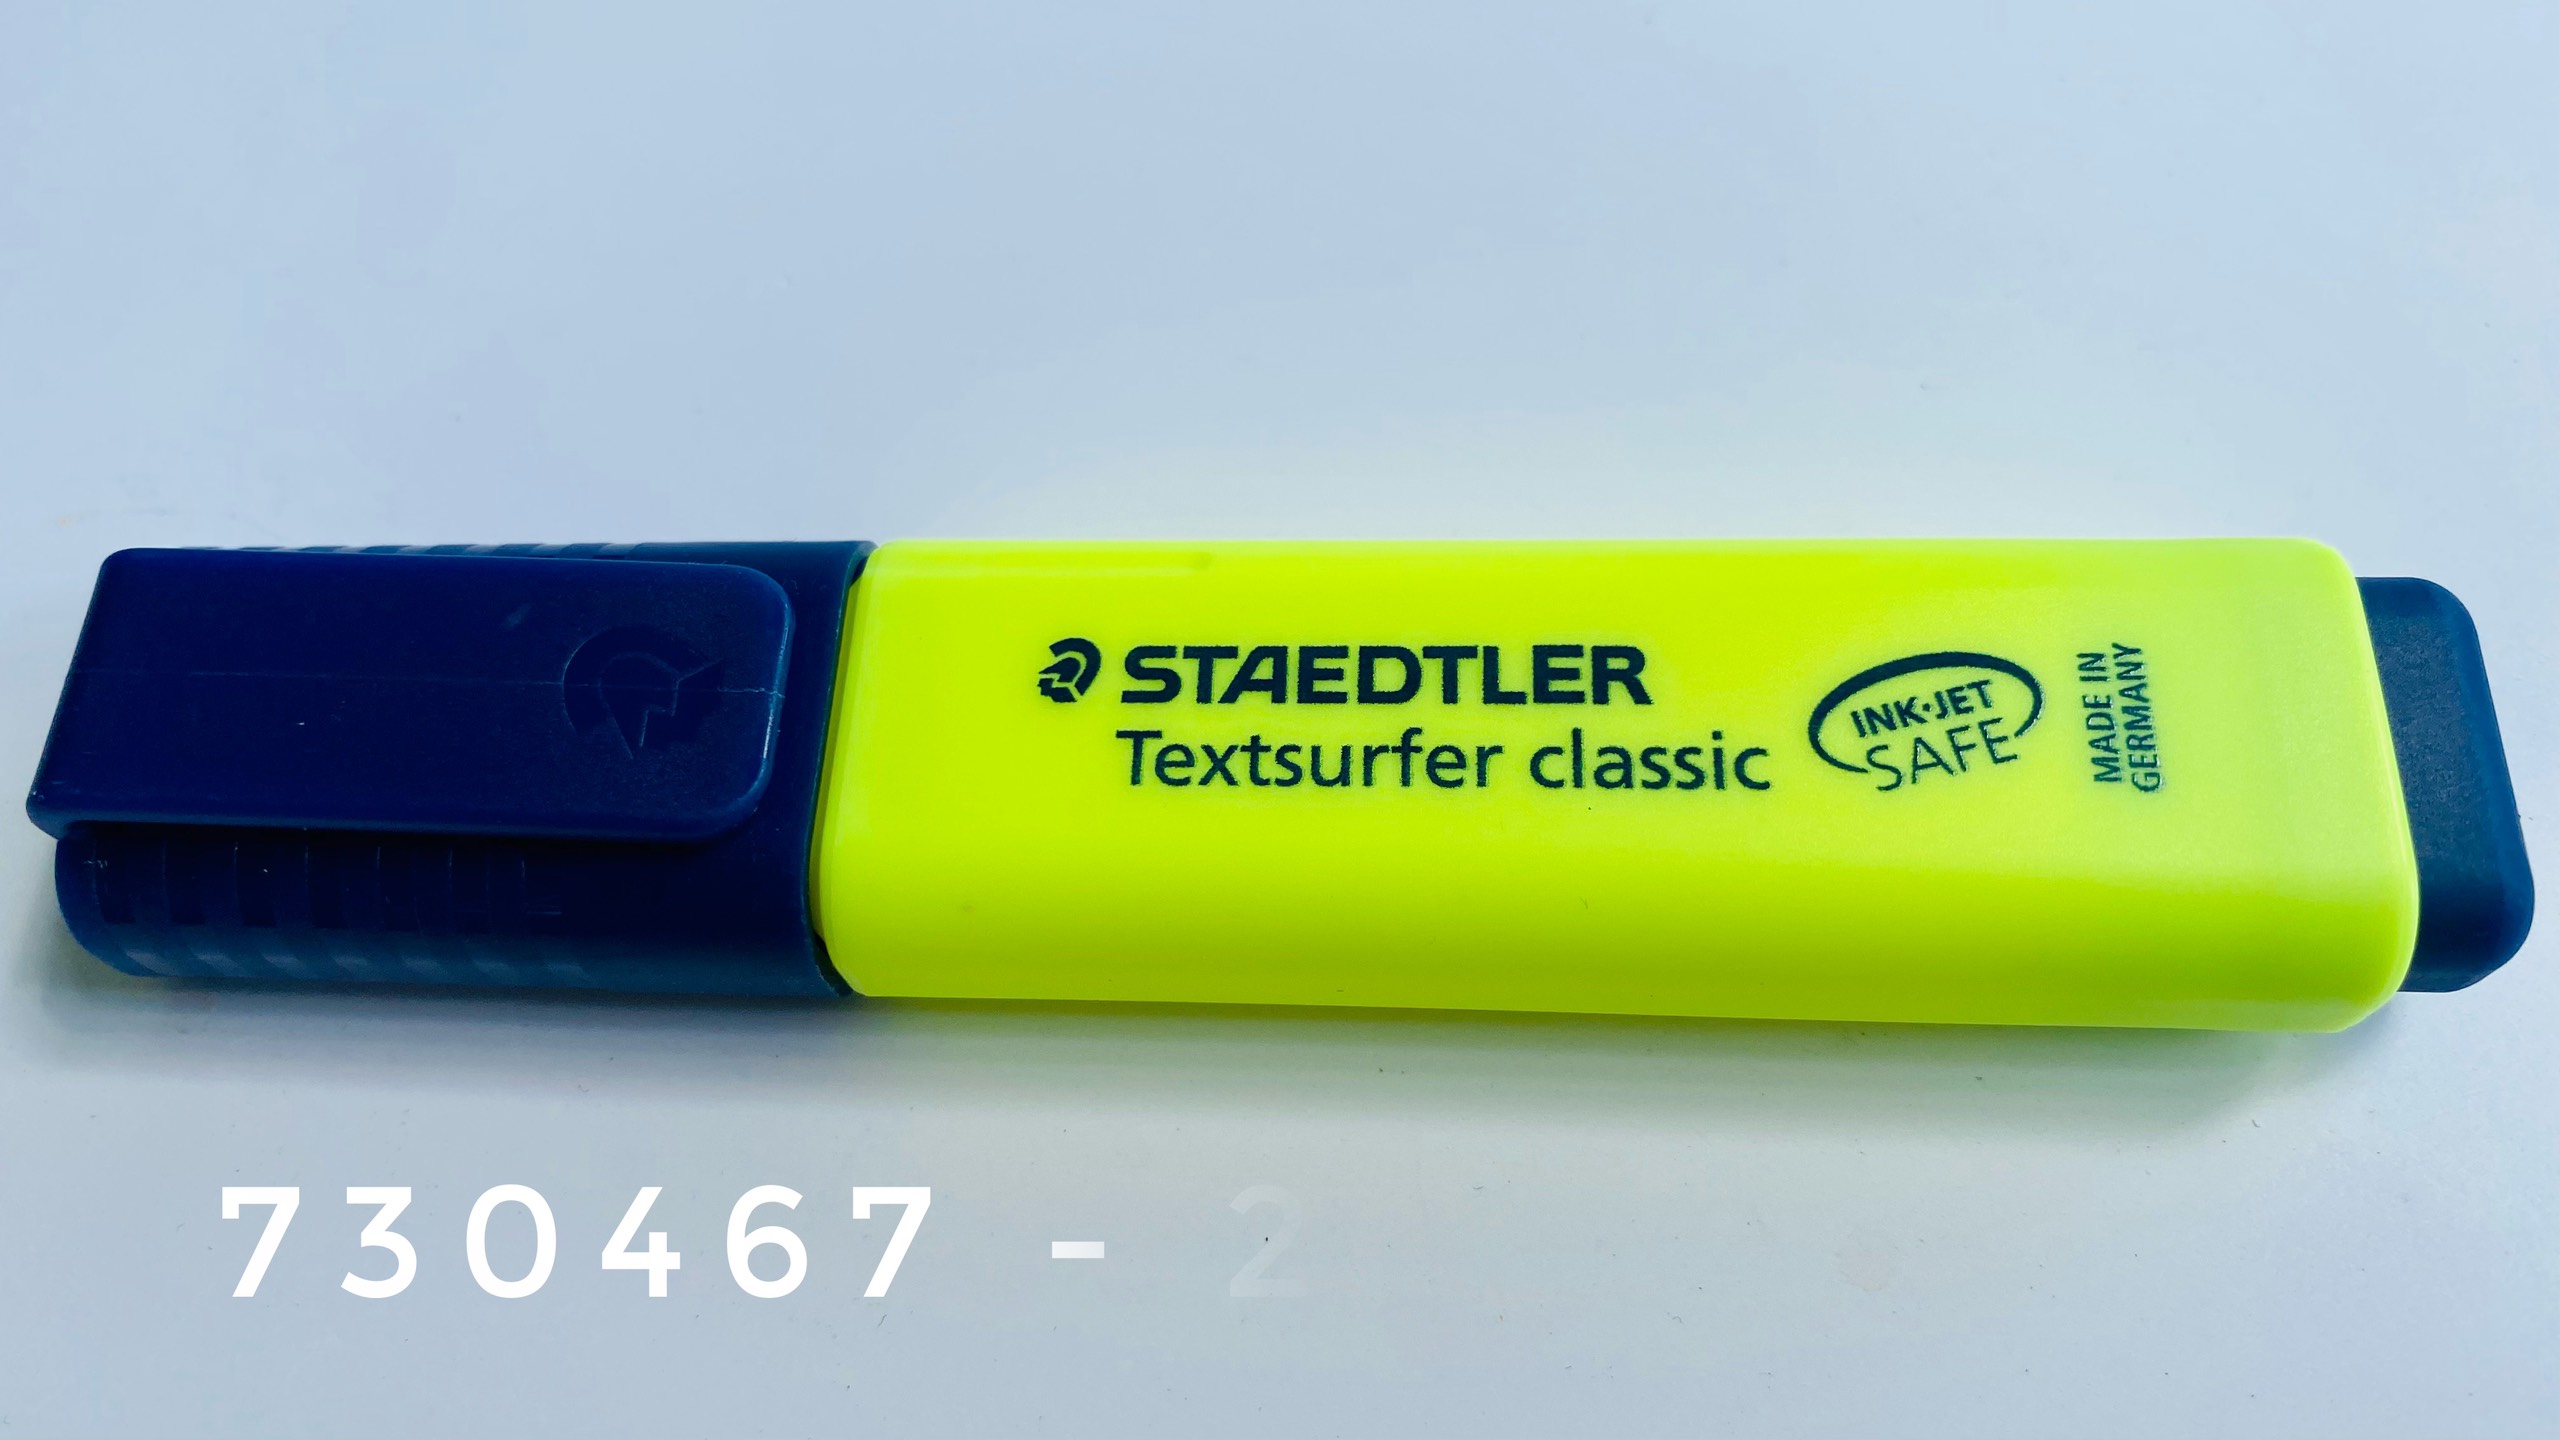 STAEDTLER
Textsurfer classic
INK•JET
SAFE
MADE IN
GERMANY
730467 - 2